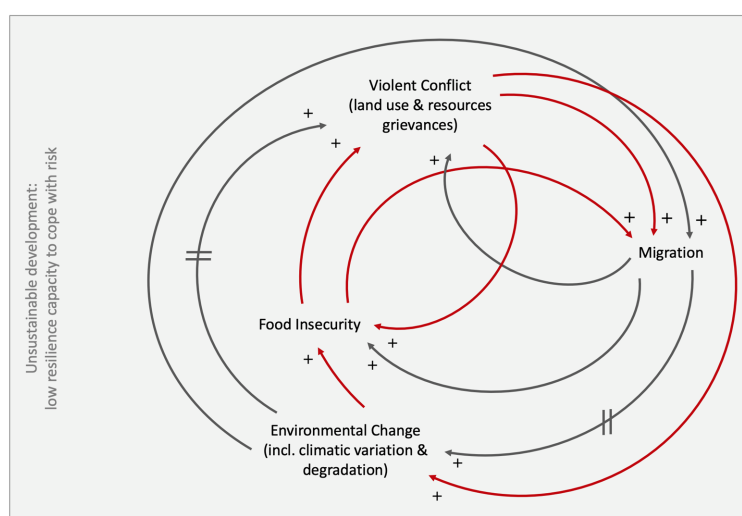 Unsustainable development:
low resilience capacity to cope with risk
Violent Conflict
(land use & resources
grievances)
+
+
+
+
+
+
Migration
Food Insecurity
+
+
+
Environmental Change
(incl. climatic variation &
degradation)
+
+